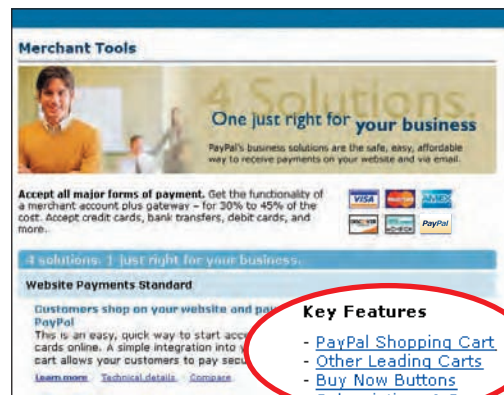 Merchant Tools
4 Solutions.
One just right for your business
PayPal's business solutions are the safe, easy, affordable
way to receive payments on your website and via email.
Accept all major forms of payment. Get the functionality of
a merchant account plus gateway – for 30% to 45% of the
cost. Accept credit cards, bank transfers, debit cards, and
more.
VISA MasterCard AMEX
DISCOVER eCHECK PayPal
4 solutions. 1 just right for your business.
Website Payments Standard
Customers shop on your website and
PayPal
This is an easy, quick way to start
cards online. A simple integration into
cart allows your customers to pay
Learn more Technical details Compare
Key Features
- PayPal Shopping Cart
- Other Leading Carts
- Buy Now Buttons